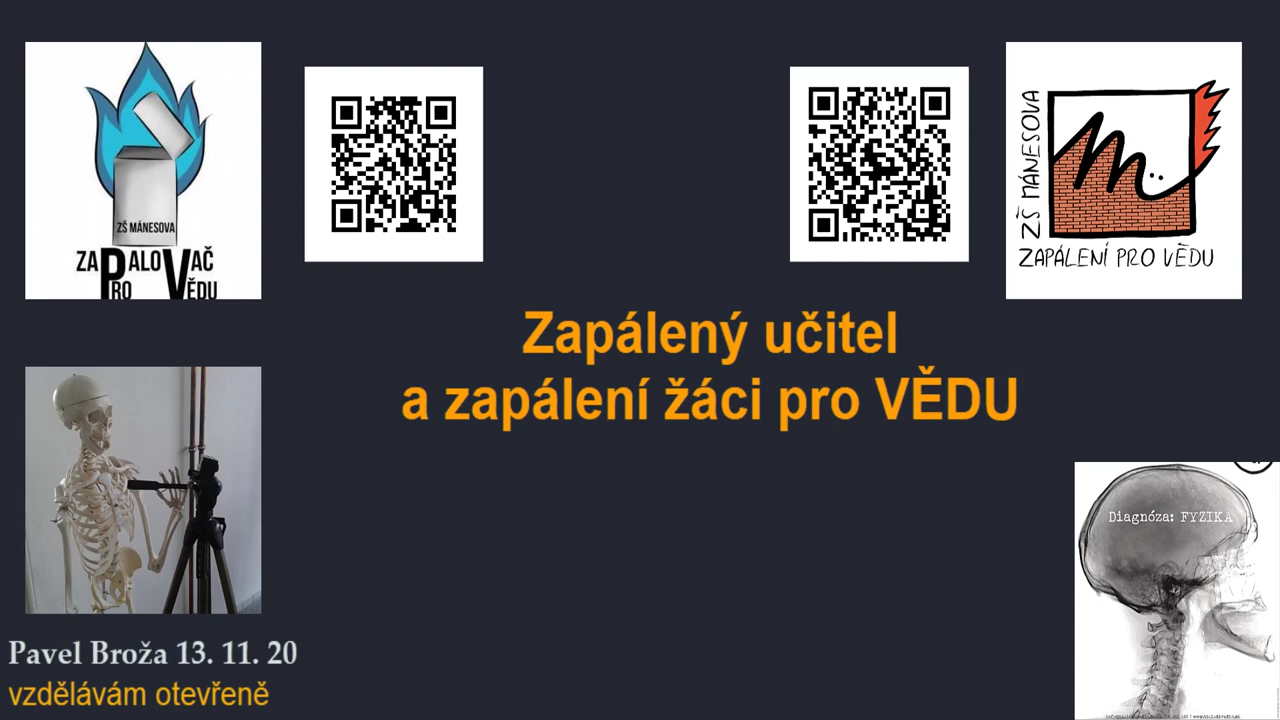 ZŠ MÁNESOVA
ZAPALOVAČ
PRO VĚDU
ZŠ MÁNESOVA
ZAPÁLENÍ PRO VĚDU
Zapálený učitel
a zapálení žáci pro VĚDU
Diagnóza: FYZIKA
Pavel Broža 13. 11. 20
vzdělávám otevřeně